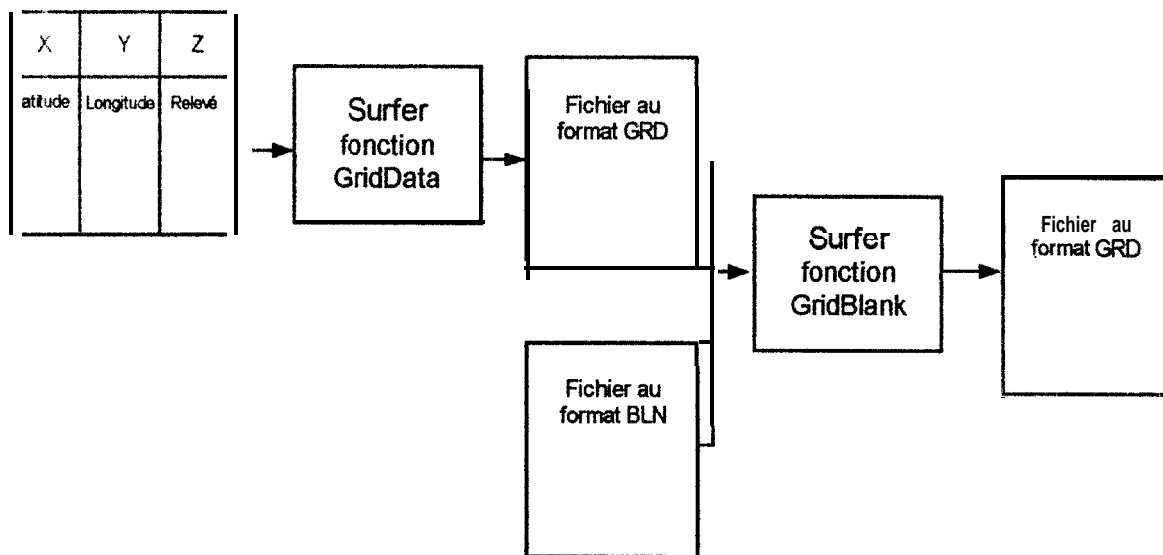 X Y Z
atitude Longitude Relevé
Surfer
fonction
GridData
Fichier au
format GRD
Fichier au
format BLN
Surfer
fonction
GridBlank
Fichier au
format GRD